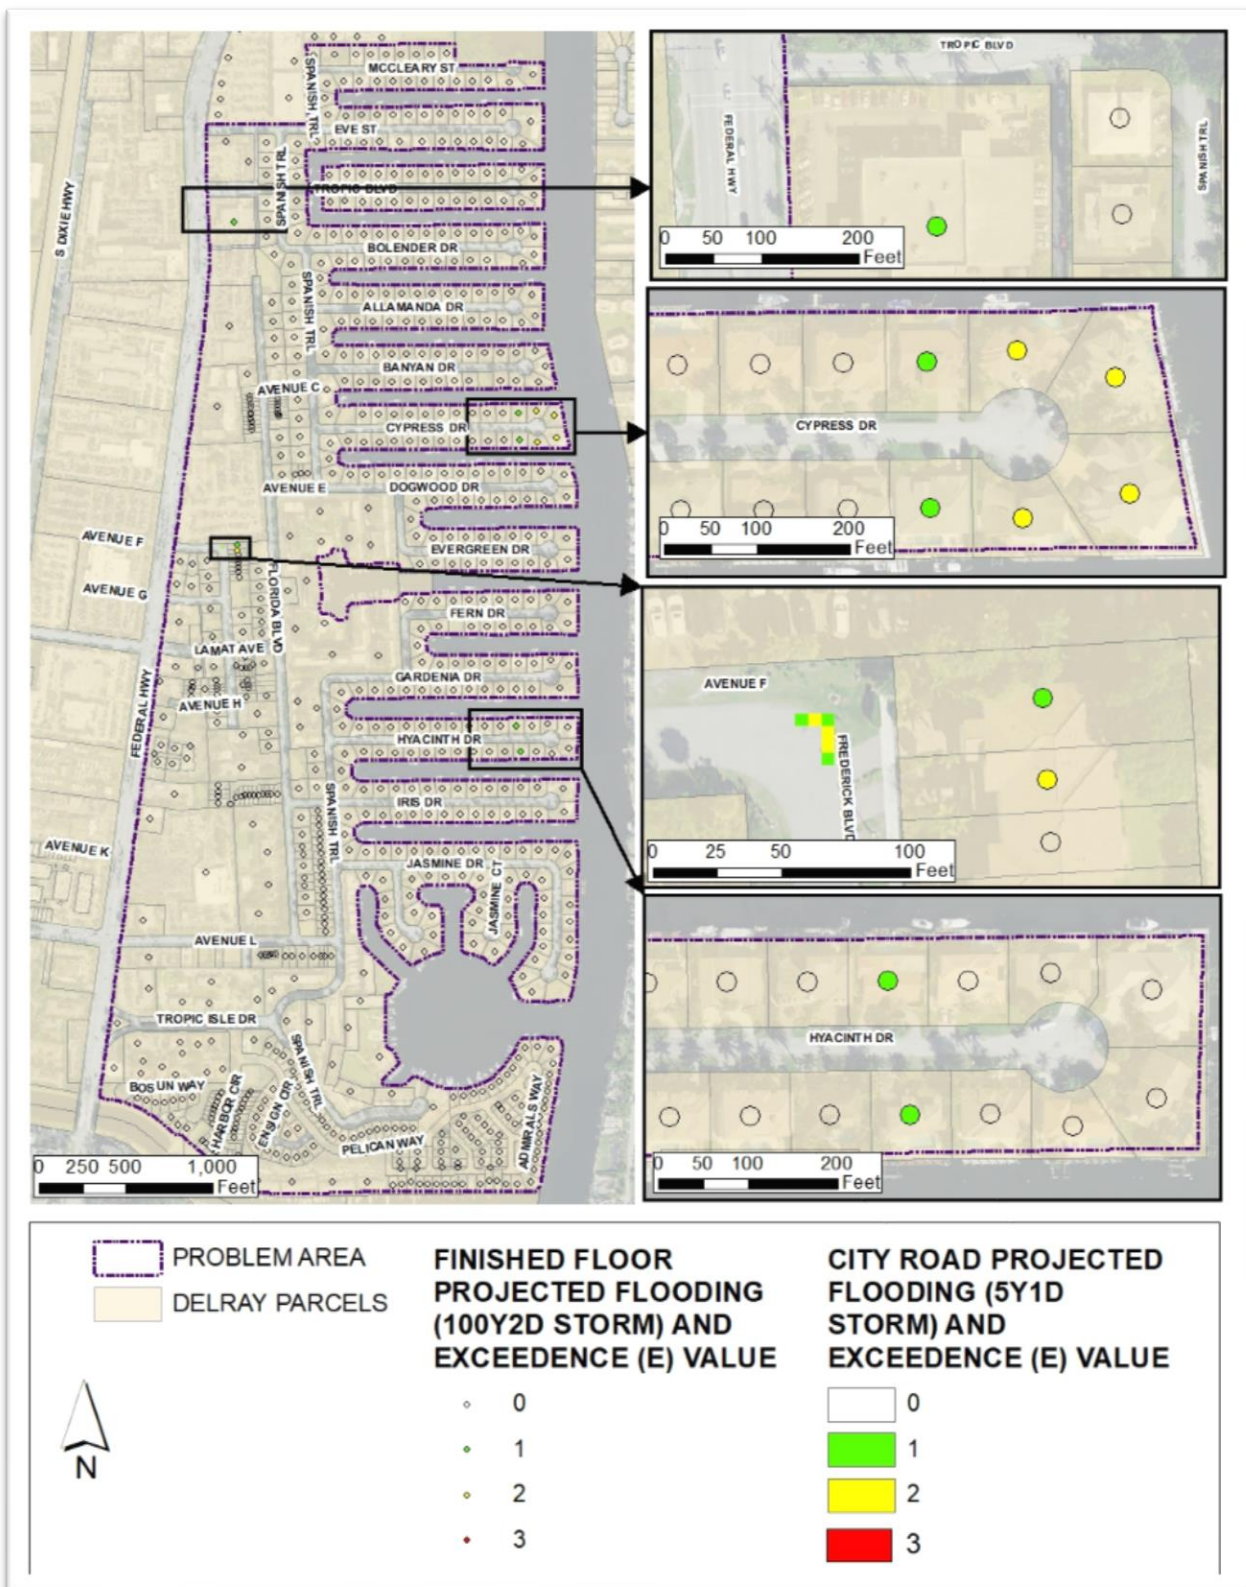 MCCLEARY ST
SPANISH TRL
EVE ST
SPANISH TRL
TROPIC BLVD
S DIXIE HWY
BOLENDER DR
SPANISH TRL
ALLAMANDA DR
BANYAN DR
AVENUE C
CYPRESS DR
AVENUE E
DOGWOOD DR
AVENUE F
EVERGREEN DR
AVENUE G
FLORIDA BLVD
FERN DR
LAMAT AVE
GARDENIA DR
AVENUE H
FEDERAL HWY
HYACINTH DR
SPANISH TRL
IRIS DR
AVENUE K
JASMINE DR
JASMINE CT
AVENUE L
TROPIC ISLE DR
SPANISH TRL
BOSUN WAY
HARBOR CIR
ENSIGN CIR
PELICAN WAY
ADMIRALS WAY
0 250 500 1,000
Feet
TROPIC BLVD
FEDERAL HWY
SPANISH TRL
0 50 100 200
Feet
CYPRESS DR
0 50 100 200
Feet
AVENUE F
FREDERICK BLVD
0 25 50 100
Feet
HYACINTH DR
0 50 100 200
Feet
PROBLEM AREA
DELRAY PARCELS
N
FINISHED FLOOR
PROJECTED FLOODING
(100Y2D STORM) AND
EXCEEDENCE (E) VALUE
0
1
2
3
CITY ROAD PROJECTED
FLOODING (5Y1D
STORM) AND
EXCEEDENCE (E) VALUE
0
1
2
3